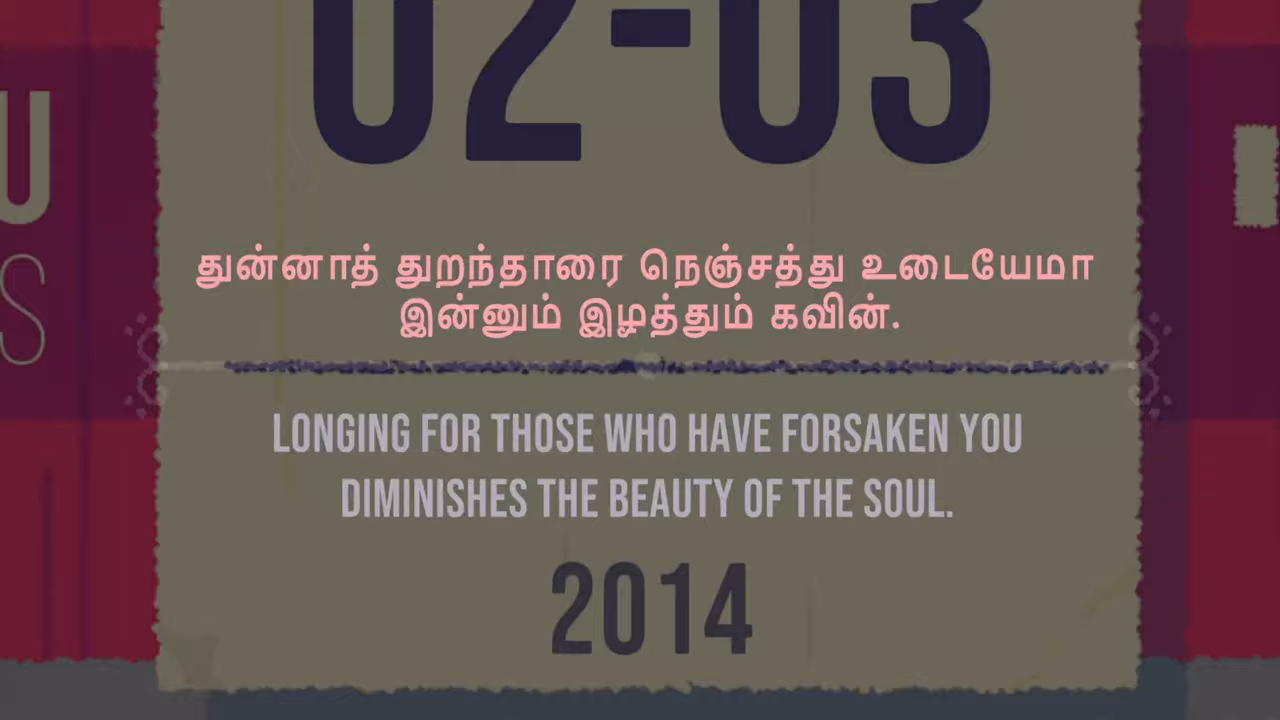 02-03
U
S
துன்னாத் துறந்தாரை நெஞ்சத்து உடையேமா
இன்னும் இழத்தும் கவின்.
LONGING FOR THOSE WHO HAVE FORSAKEN YOU
DIMINISHES THE BEAUTY OF THE SOUL.
2014